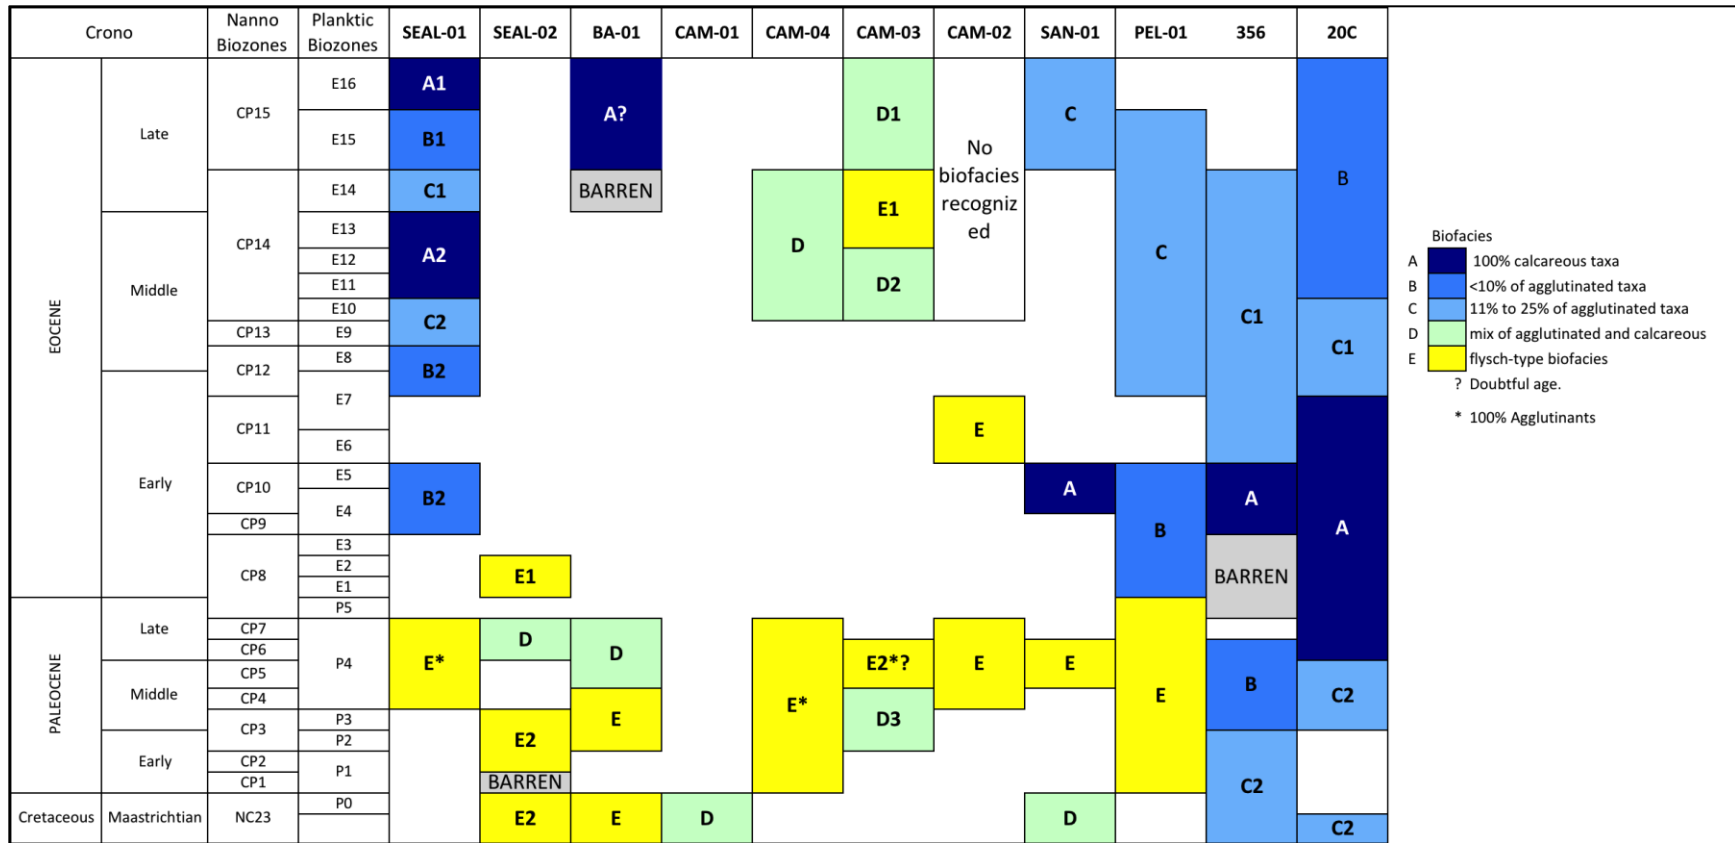 Crono
Nanno Biozones
Planktic Biozones
SEAL-01
SEAL-02
BA-01
CAM-01
CAM-04
CAM-03
CAM-02
SAN-01
PEL-01
356
20C
EOCENE
PALEOCENE
Cretaceous
Late
Middle
Early
Late
Middle
Early
Maastrichtian
CP15
CP14
CP13
CP12
CP11
CP10
CP9
CP8
CP7
CP6
CP5
CP4
CP3
CP2
CP1
NC23
E16
E15
E14
E13
E12
E11
E10
E9
E8
E7
E6
E5
E4
E3
E2
E1
P5
P4
P3
P2
P1
P0
A1
B1
C1
A2
C2
B2
B2
E*
E1
D
E2
BARREN
E2
A?
BARREN
D
E
E
D
D
E*
D1
E1
D2
E2*?
D3
No
biofacies
recogniz
ed
E
E
C
A
E
D
C
B
E
C1
A
BARREN
B
C2
B
C1
A
C2
C2
Biofacies
A 100% calcareous taxa
B <10% of agglutinated taxa
C 11% to 25% of agglutinated taxa
D mix of agglutinated and calcareous
E flysch-type biofacies
? Doubtful age.
* 100% Agglutinants